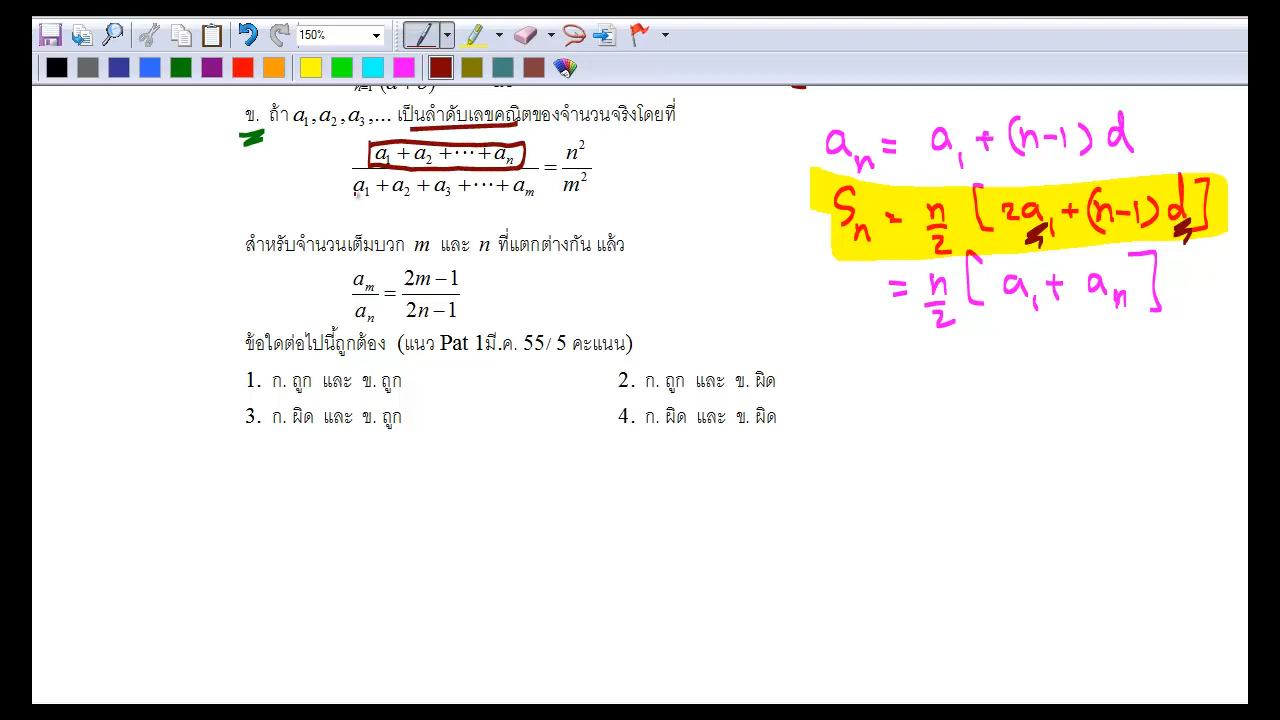 150%
ข. ถ้า a₁, a₂, a₃,... เป็นลำดับเลขคณิตของจำนวนจริงโดยที่
(a₁ + a₂ + ⋯ + aₙ)/(a₁ + a₂ + a₃ + ⋯ + aₘ) = n²/m²
สำหรับจำนวนเต็มบวก m และ n ที่แตกต่างกัน แล้ว
aₘ/aₙ = (2m − 1)/(2n − 1)
ข้อใดต่อไปนี้ถูกต้อง (แนว Pat 1มี.ค. 55/ 5 คะแนน)
1. ก. ถูก และ ข. ถูก
2. ก. ถูก และ ข. ผิด
3. ก. ผิด และ ข. ถูก
4. ก. ผิด และ ข. ผิด
aₙ = a₁ + (n−1) d
Sₙ = n/2 [ 2a₁ + (n−1) d ]
= n/2 [ a₁ + aₙ ]